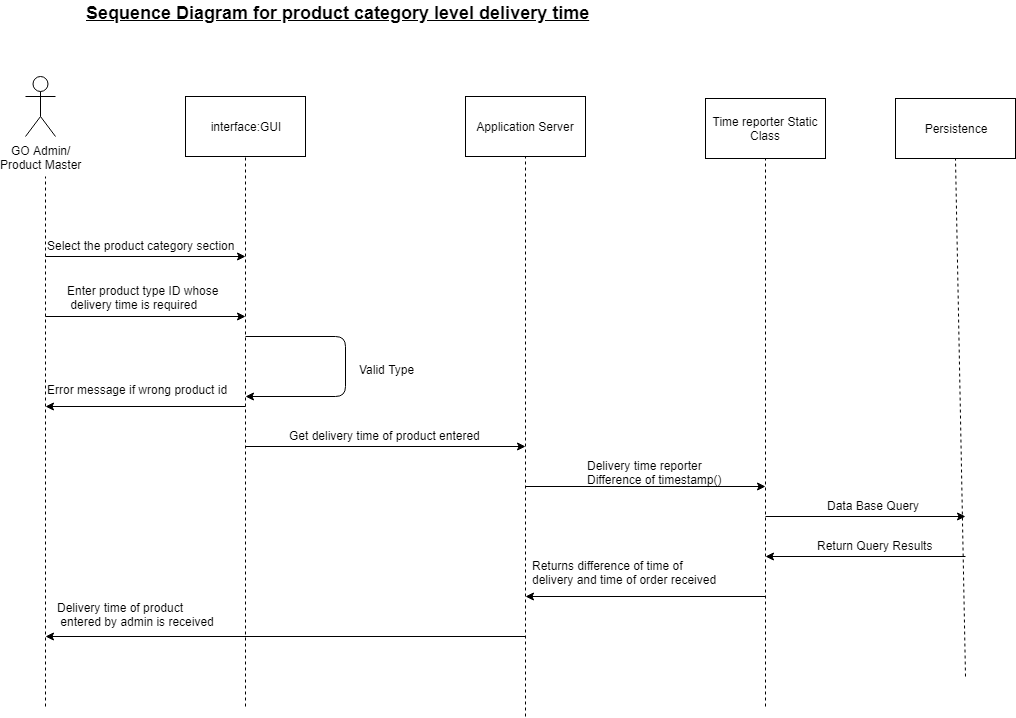 Sequence Diagram for product category level delivery time
GO Admin/
Product Master
interface:GUI
Application Server
Time reporter Static
Class
Persistence
Select the product category section
Enter product type ID whose
delivery time is required
Valid Type
Error message if wrong product id
Get delivery time of product entered
Delivery time reporter
Difference of timestamp()
Data Base Query
Return Query Results
Returns difference of time of
delivery and time of order received
Delivery time of product
entered by admin is received